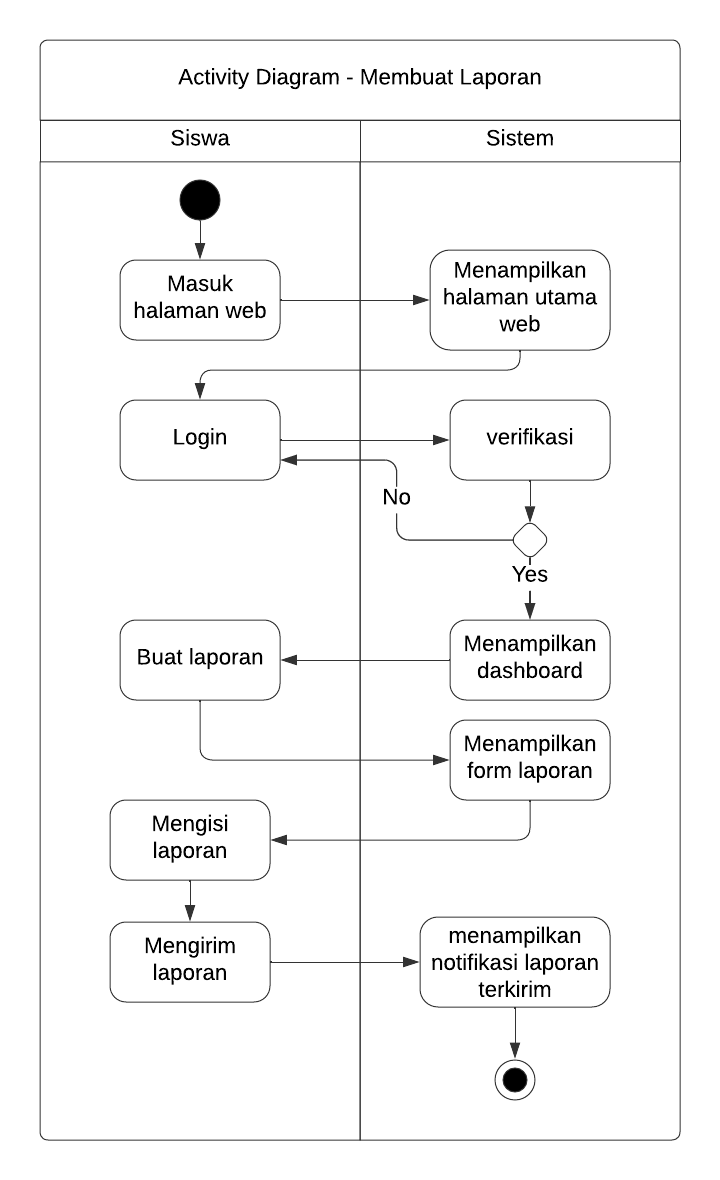 Activity Diagram - Membuat Laporan
Siswa
Sistem
Masuk
halaman web
Menampilkan
halaman utama
web
Login
verifikasi
No
Yes
Buat laporan
Menampilkan
dashboard
Menampilkan
form laporan
Mengisi
laporan
Mengirim
laporan
menampilkan
notifikasi laporan
terkirim